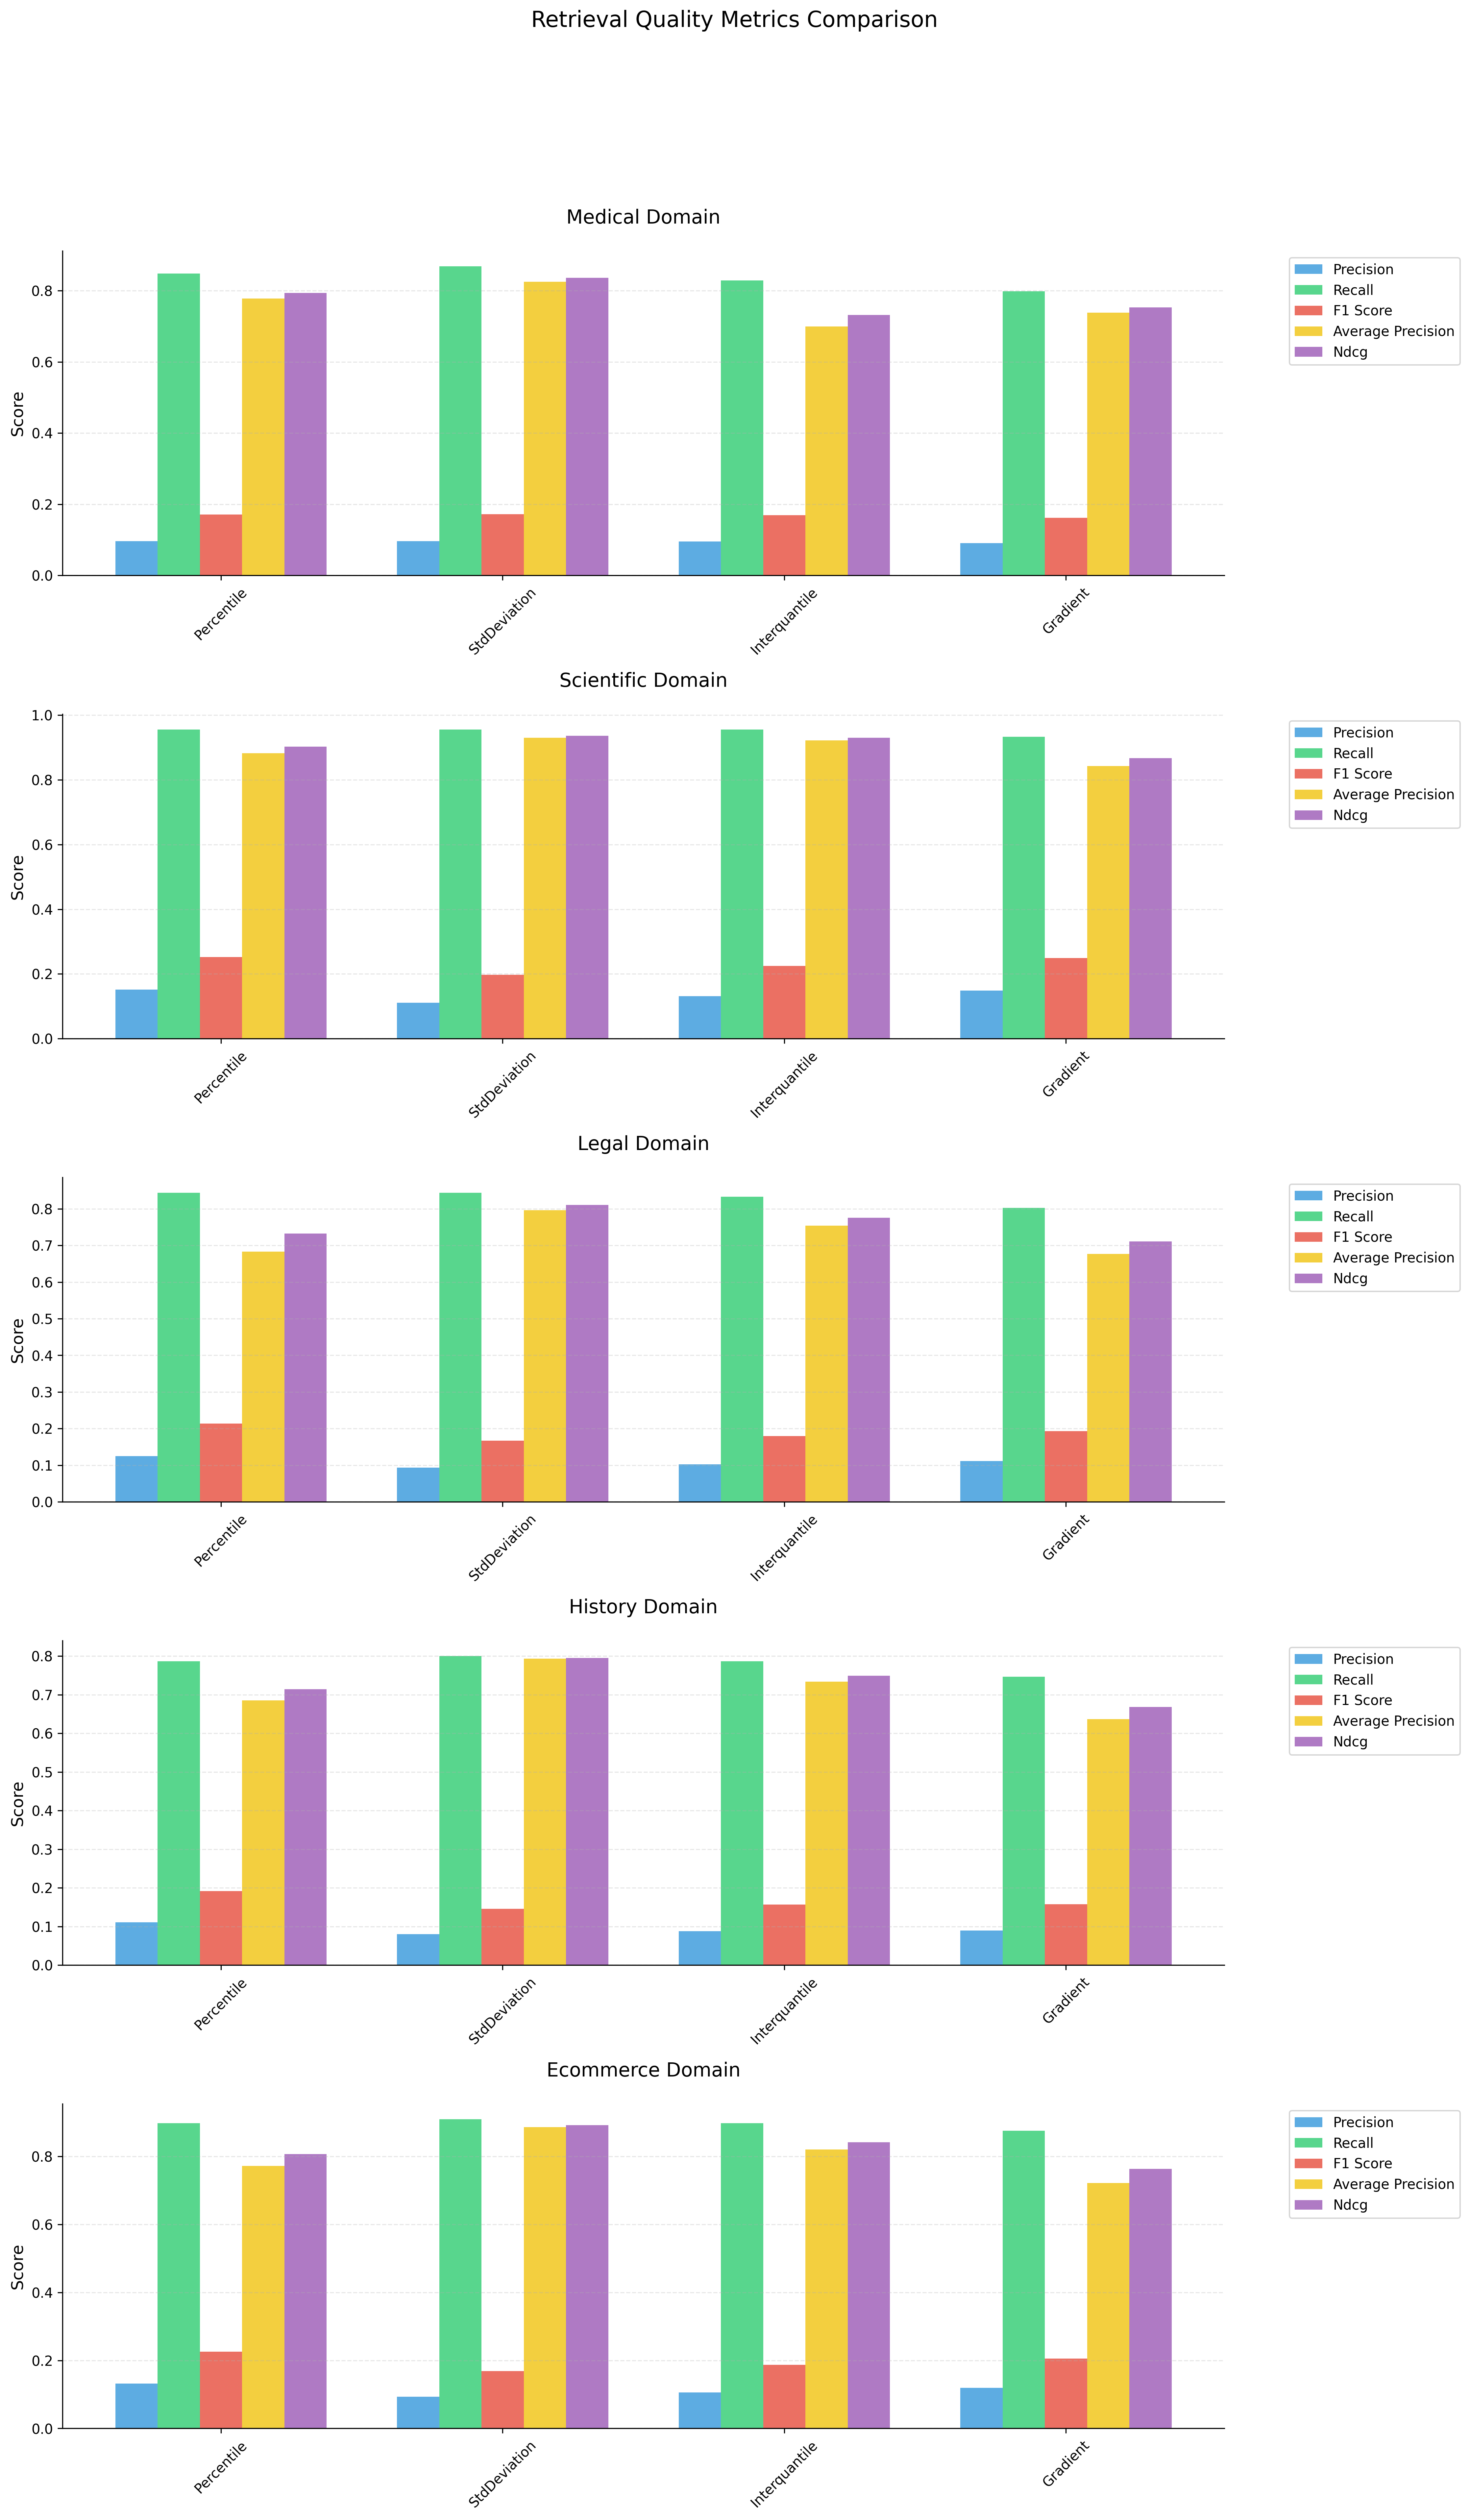 Retrieval Quality Metrics Comparison
Medical Domain
Score
0.8
0.6
0.4
0.2
0.0
Percentile
StdDeviation
Interquantile
Gradient
Precision
Recall
F1 Score
Average Precision
Ndcg
Scientific Domain
Score
1.0
0.8
0.6
0.4
0.2
0.0
Percentile
StdDeviation
Interquantile
Gradient
Precision
Recall
F1 Score
Average Precision
Ndcg
Legal Domain
Score
0.8
0.7
0.6
0.5
0.4
0.3
0.2
0.1
0.0
Percentile
StdDeviation
Interquantile
Gradient
Precision
Recall
F1 Score
Average Precision
Ndcg
History Domain
Score
0.8
0.7
0.6
0.5
0.4
0.3
0.2
0.1
0.0
Percentile
StdDeviation
Interquantile
Gradient
Precision
Recall
F1 Score
Average Precision
Ndcg
Ecommerce Domain
Score
0.8
0.6
0.4
0.2
0.0
Percentile
StdDeviation
Interquantile
Gradient
Precision
Recall
F1 Score
Average Precision
Ndcg